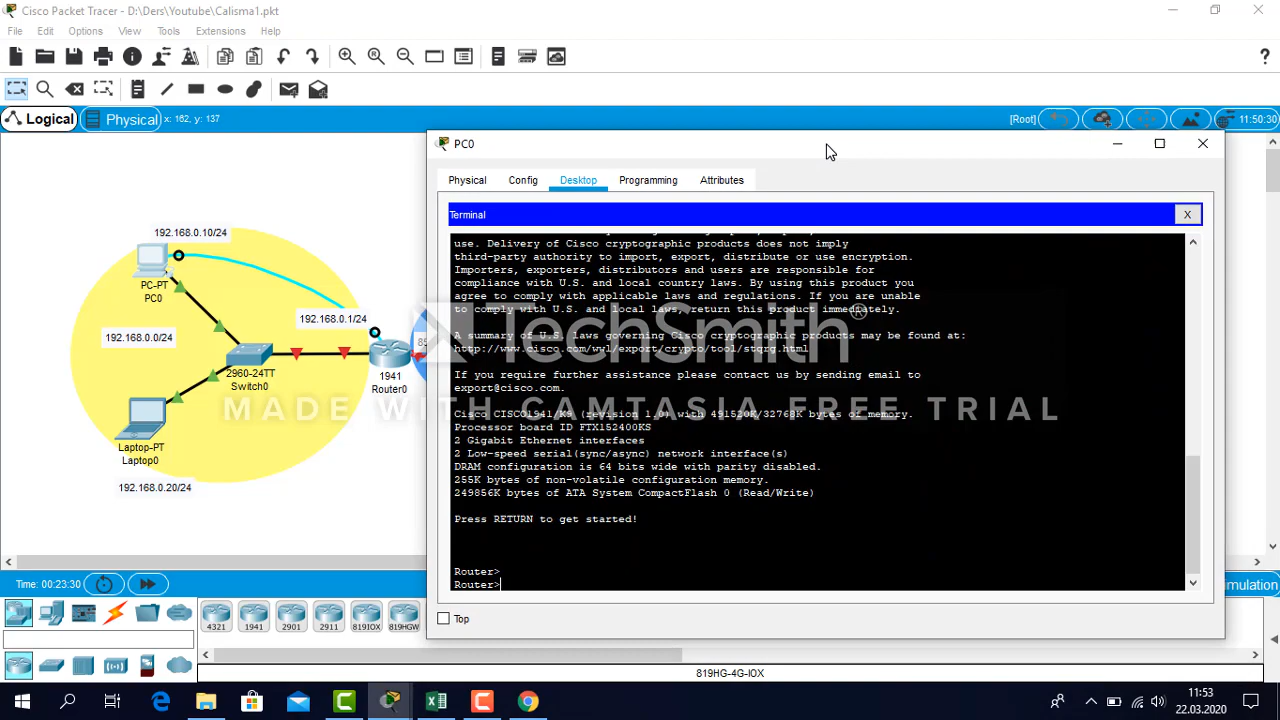 Cisco Packet Tracer - D:\Ders\Youtube\Calisma1.pkt
File Edit Options View Tools Extensions Help
Logical Physical x: 162, y: 137 [Root] 11:50:30
PC0
Physical Config Desktop Programming Attributes
Terminal X
use. Delivery of Cisco cryptographic products does not imply
third-party authority to import, export, distribute or use encryption.
Importers, exporters, distributors and users are responsible for
compliance with U.S. and local country laws. By using this product you
agree to comply with applicable laws and regulations. If you are unable
to comply with U.S. and local laws, return this product immediately.
A summary of U.S. laws governing Cisco cryptographic products may be found at:
http://www.cisco.com/wwl/export/crypto/tool/stqrg.html
If you require further assistance please contact us by sending email to
export@cisco.com.
Cisco CISCO1941/K9 (revision 1.0) with 491520K/32768K bytes of memory.
Processor board ID FTX152400KS
2 Gigabit Ethernet interfaces
2 Low-speed serial(sync/async) network interface(s)
DRAM configuration is 64 bits wide with parity disabled.
255K bytes of non-volatile configuration memory.
249856K bytes of ATA System CompactFlash 0 (Read/Write)
Press RETURN to get started!
Router>
Router>
Top
192.168.0.10/24
PC-PT
PC0
192.168.0.1/24
192.168.0.0/24
2960-24TT
Switch0
1941
Router0
Laptop-PT
Laptop0
192.168.0.20/24
TechSmith®
MADE WITH CAMTASIA FREE TRIAL
Time: 00:23:30
4321 1941 2901 2911 819IOX 819HGW
819HG-4G-IOX
11:53
22.03.2020